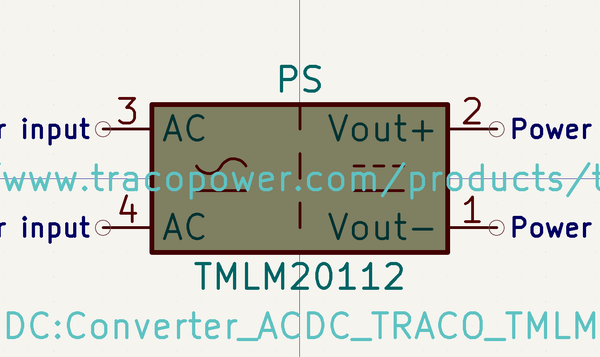 PS
3 AC Vout+ 2
r input Power
/www.tracopower.com/products/t
4 AC Vout- 1
r input Power
TMLM20112
DC:Converter_ACDC_TRACO_TMLM